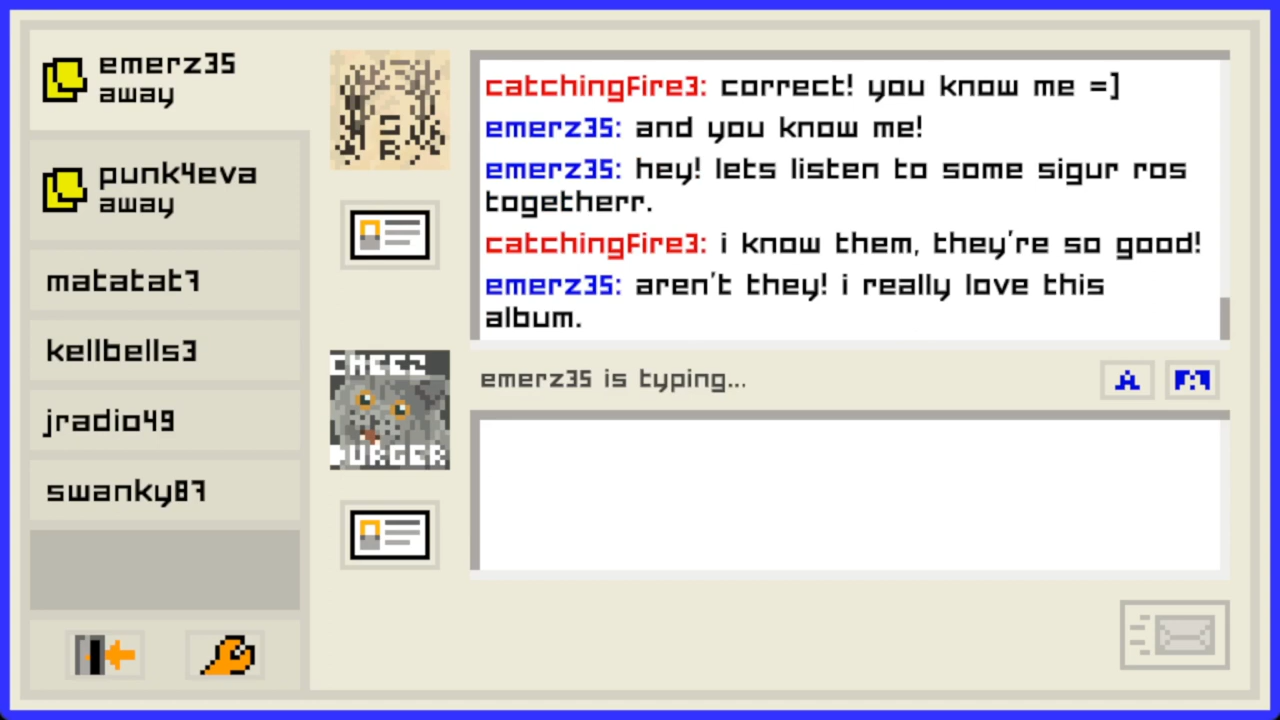 emerz35
away
punk4eva
away
matatat7
kellbells3
jradio49
swanky87
catchingfire3: correct! you know me =]
emerz35: and you know me!
emerz35: hey! lets listen to some sigur ros
togetherr.
catchingfire3: i know them, they're so good!
emerz35: aren't they! i really love this
album.
emerz35 is typing...
A
CHEEZ
BURGER